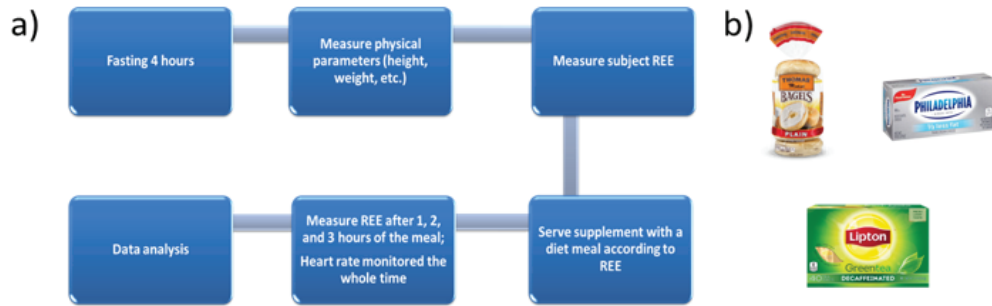 a)
Fasting 4 hours
Measure physical
parameters (height,
weight, etc.)
Measure subject REE
Data analysis
Measure REE after 1, 2,
and 3 hours of the meal;
Heart rate monitored the
whole time
Serve supplement with a
diet meal according to
REE
b)
THOMAS
BAGELS
PLAIN
PHILADELPHIA
Lipton
Green tea
DECAFFEINATED